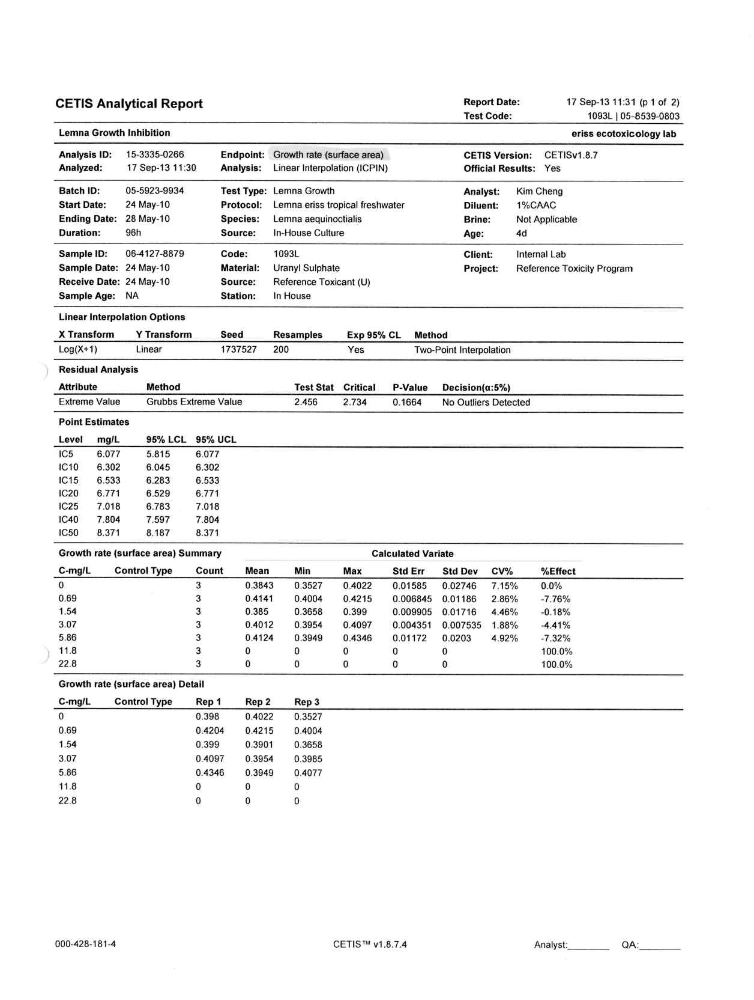 CETIS Analytical Report
Report Date: 17 Sep-13 11:31 (p 1 of 2)
Test Code: 1093L | 05-8539-0803
Lemna Growth Inhibition eriss ecotoxicology lab
Analysis ID: 15-3335-0266 Endpoint: Growth rate (surface area) CETIS Version: CETISv1.8.7
Analyzed: 17 Sep-13 11:30 Analysis: Linear Interpolation (ICPIN) Official Results: Yes
Batch ID: 05-5923-9934 Test Type: Lemna Growth Analyst: Kim Cheng
Start Date: 24 May-10 Protocol: Lemna eriss tropical freshwater Diluent: 1%CAAC
Ending Date: 28 May-10 Species: Lemna aequinoctialis Brine: Not Applicable
Duration: 96h Source: In-House Culture Age: 4d
Sample ID: 06-4127-8879 Code: 1093L Client: Internal Lab
Sample Date: 24 May-10 Material: Uranyl Sulphate Project: Reference Toxicity Program
Receive Date: 24 May-10 Source: Reference Toxicant (U)
Sample Age: NA Station: In House
Linear Interpolation Options
X Transform Y Transform Seed Resamples Exp 95% CL Method
Log(X+1) Linear 1737527 200 Yes Two-Point Interpolation
Residual Analysis
Attribute Method Test Stat Critical P-Value Decision(α:5%)
Extreme Value Grubbs Extreme Value 2.456 2.734 0.1664 No Outliers Detected
Point Estimates
Level mg/L 95% LCL 95% UCL
IC5 6.077 5.815 6.077
IC10 6.302 6.045 6.302
IC15 6.533 6.283 6.533
IC20 6.771 6.529 6.771
IC25 7.018 6.783 7.018
IC40 7.804 7.597 7.804
IC50 8.371 8.187 8.371
Growth rate (surface area) Summary Calculated Variate
C-mg/L Control Type Count Mean Min Max Std Err Std Dev CV% %Effect
0 3 0.3843 0.3527 0.4022 0.01585 0.02746 7.15% 0.0%
0.69 3 0.4141 0.4004 0.4215 0.006845 0.01186 2.86% -7.76%
1.54 3 0.385 0.3658 0.399 0.009905 0.01716 4.46% -0.18%
3.07 3 0.4012 0.3954 0.4097 0.004351 0.007535 1.88% -4.41%
5.86 3 0.4124 0.3949 0.4346 0.01172 0.0203 4.92% -7.32%
11.8 3 0 0 0 0 0 100.0%
22.8 3 0 0 0 0 0 100.0%
Growth rate (surface area) Detail
C-mg/L Control Type Rep 1 Rep 2 Rep 3
0 0.398 0.4022 0.3527
0.69 0.4204 0.4215 0.4004
1.54 0.399 0.3901 0.3658
3.07 0.4097 0.3954 0.3985
5.86 0.4346 0.3949 0.4077
11.8 0 0 0
22.8 0 0 0
000-428-181-4 CETIS™ v1.8.7.4 Analyst:________ QA:________